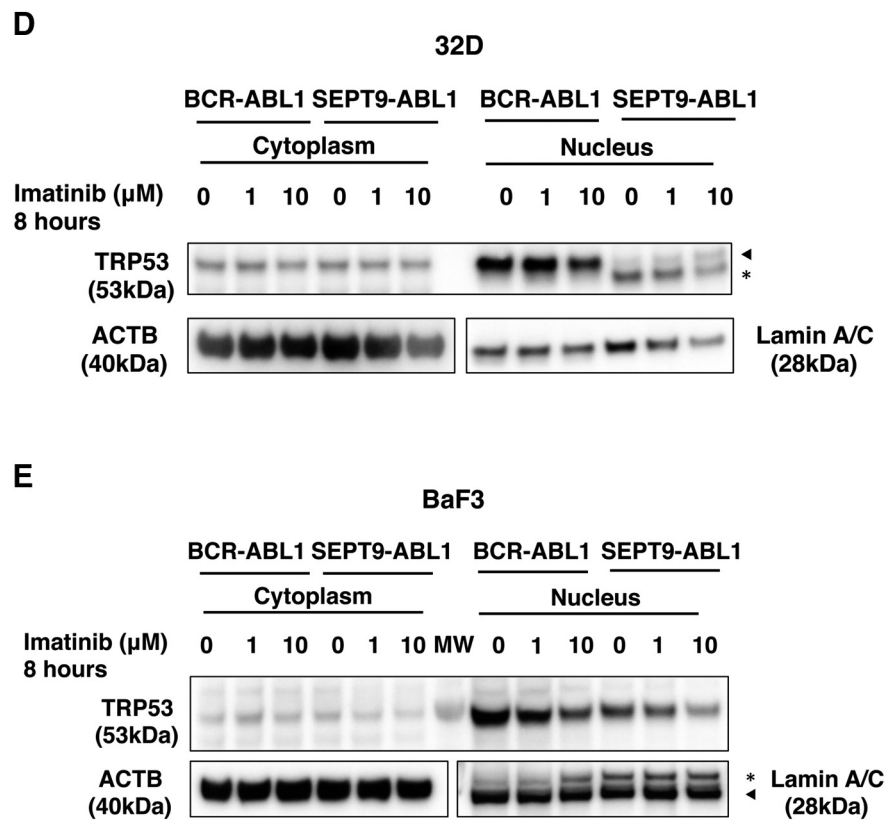 D
32D
BCR-ABL1 SEPT9-ABL1 BCR-ABL1 SEPT9-ABL1
Cytoplasm Nucleus
Imatinib (µM) 0 1 10 0 1 10 0 1 10 0 1 10
8 hours
TRP53 ◄
(53kDa) *
ACTB Lamin A/C
(40kDa) (28kDa)
E
BaF3
BCR-ABL1 SEPT9-ABL1 BCR-ABL1 SEPT9-ABL1
Cytoplasm Nucleus
Imatinib (µM) 0 1 10 0 1 10 MW 0 1 10 0 1 10
8 hours
TRP53
(53kDa)
ACTB * Lamin A/C
(40kDa) ◄ (28kDa)